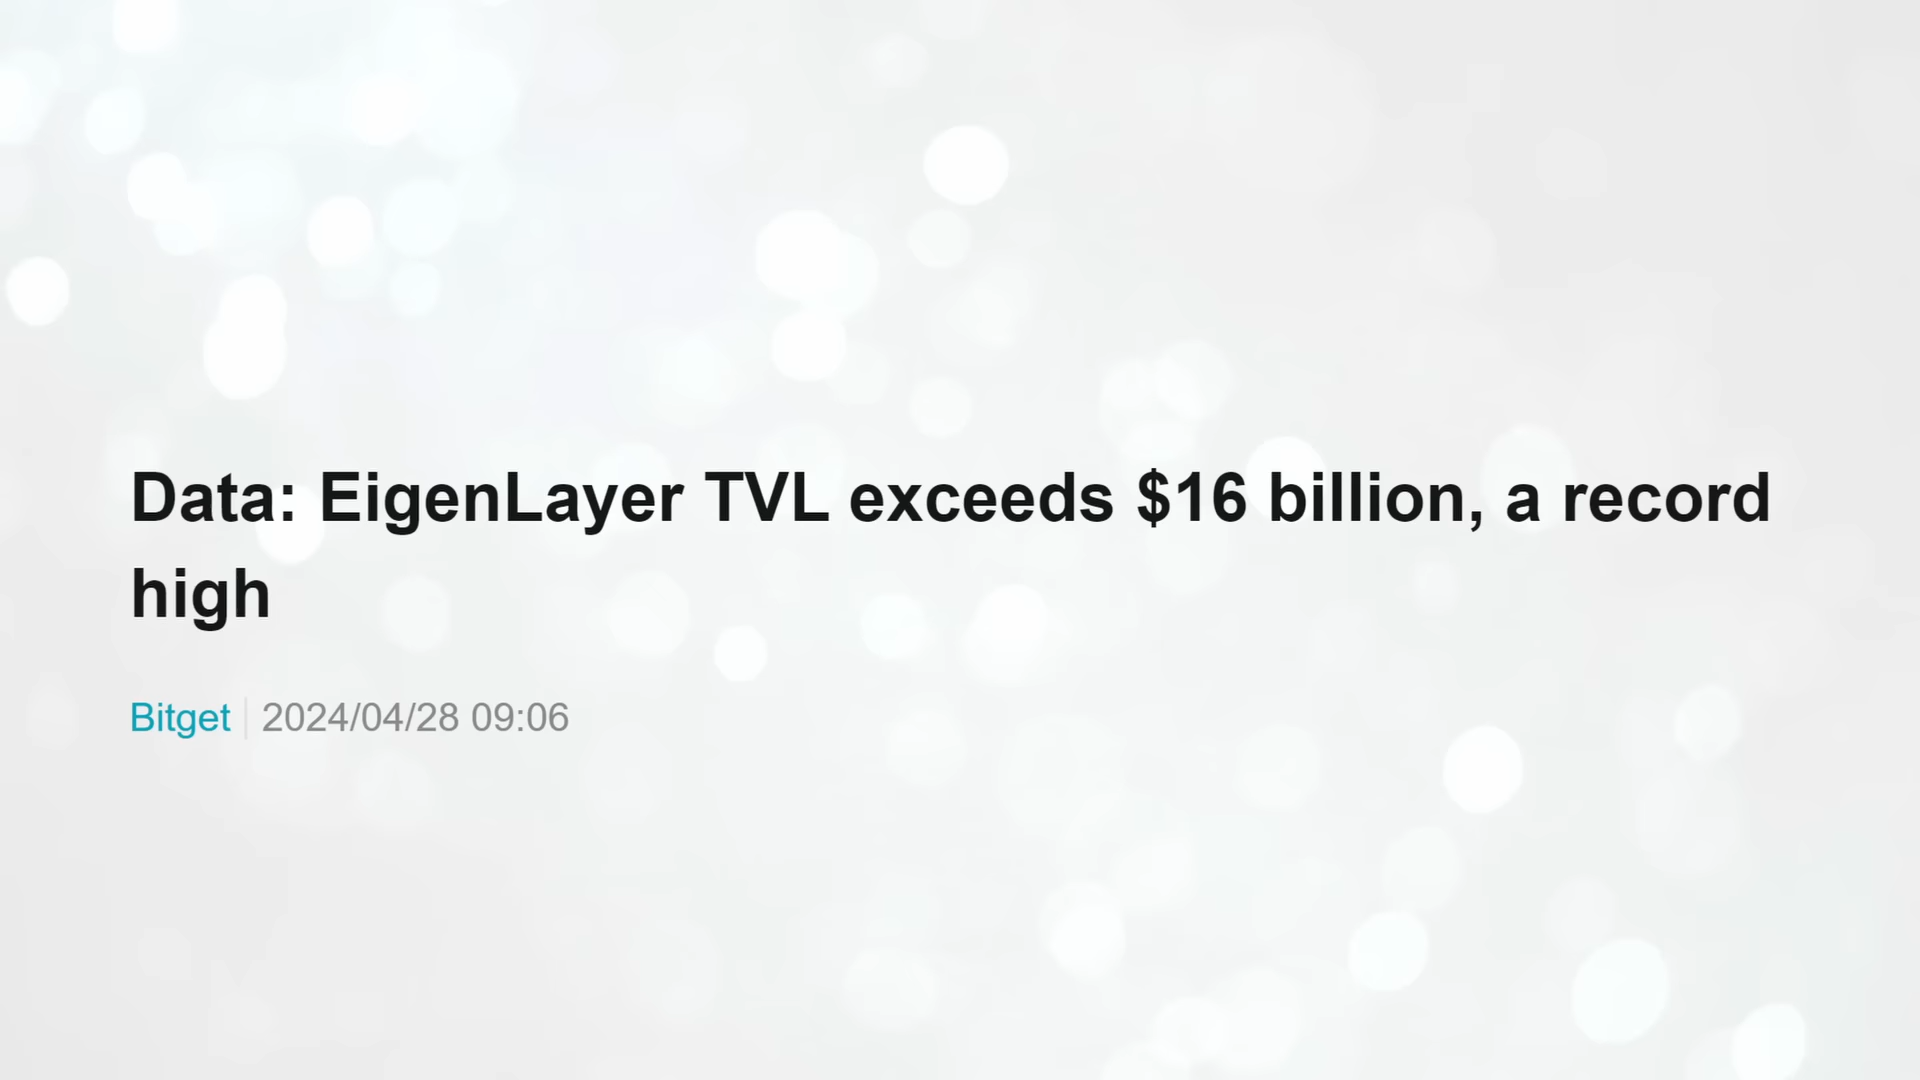 Data: EigenLayer TVL exceeds $16 billion, a record
high
Bitget | 2024/04/28 09:06